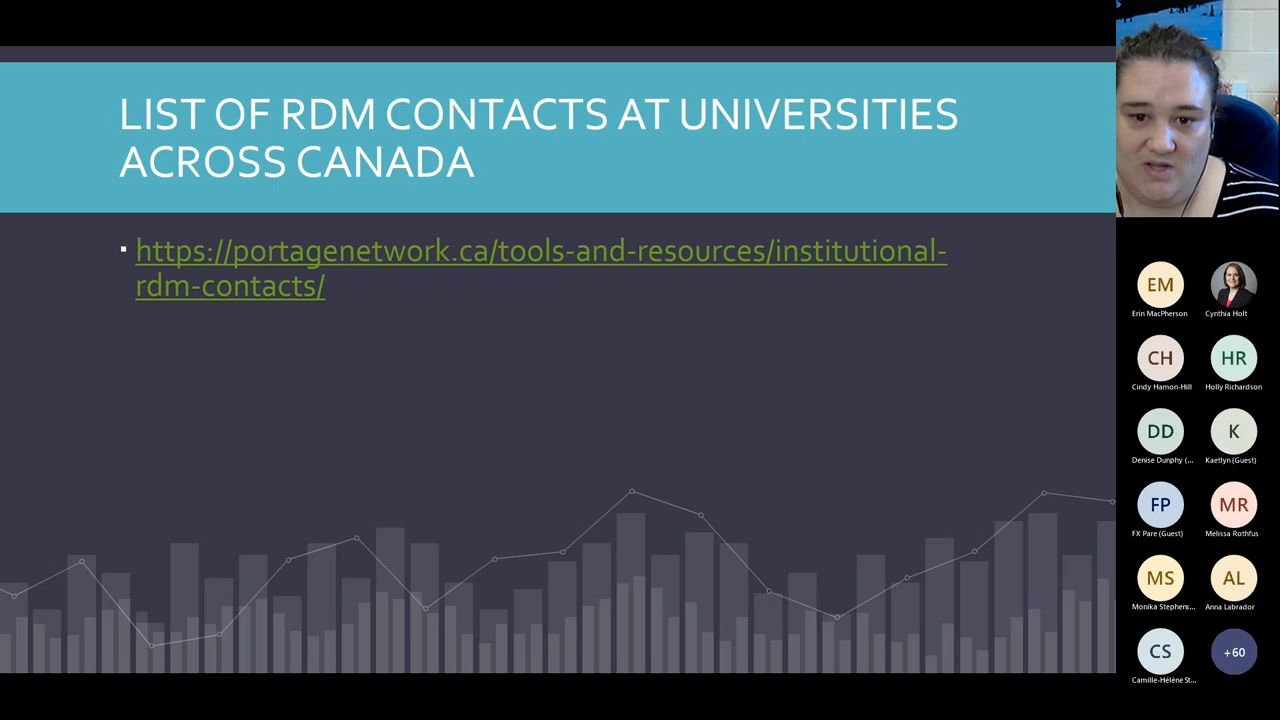 LIST OF RDM CONTACTS AT UNIVERSITIES
ACROSS CANADA
▪ https://portagenetwork.ca/tools-and-resources/institutional-
rdm-contacts/
EM
Erin MacPherson
Cynthia Holt
CH
Cindy Hamon-Hill
HR
Holly Richardson
DD
Denise Dunphy (...
K
Kaetlyn (Guest)
FP
FX Pare (Guest)
MR
Melissa Rothfus
MS
Monika Stephens...
AL
Anna Labrador
CS
Camille-Hélène St...
+60